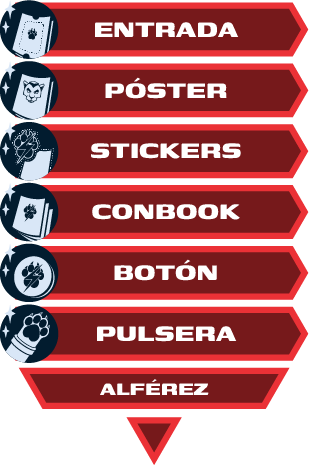 ENTRADA
PÓSTER
STICKERS
CONBOOK
BOTÓN
PULSERA
ALFÉREZ